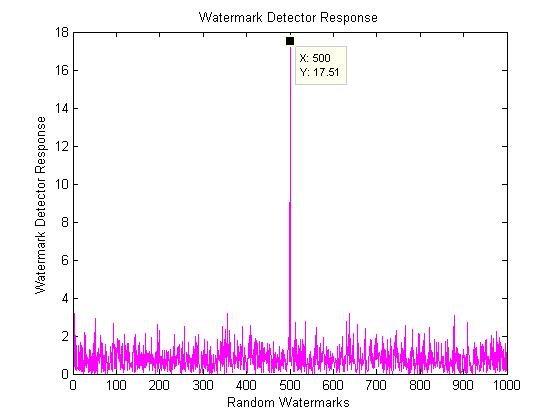 Watermark Detector Response
18
16
14
12
10
8
6
4
2
0
Watermark Detector Response
X: 500
Y: 17.51
0 100 200 300 400 500 600 700 800 900 1000
Random Watermarks